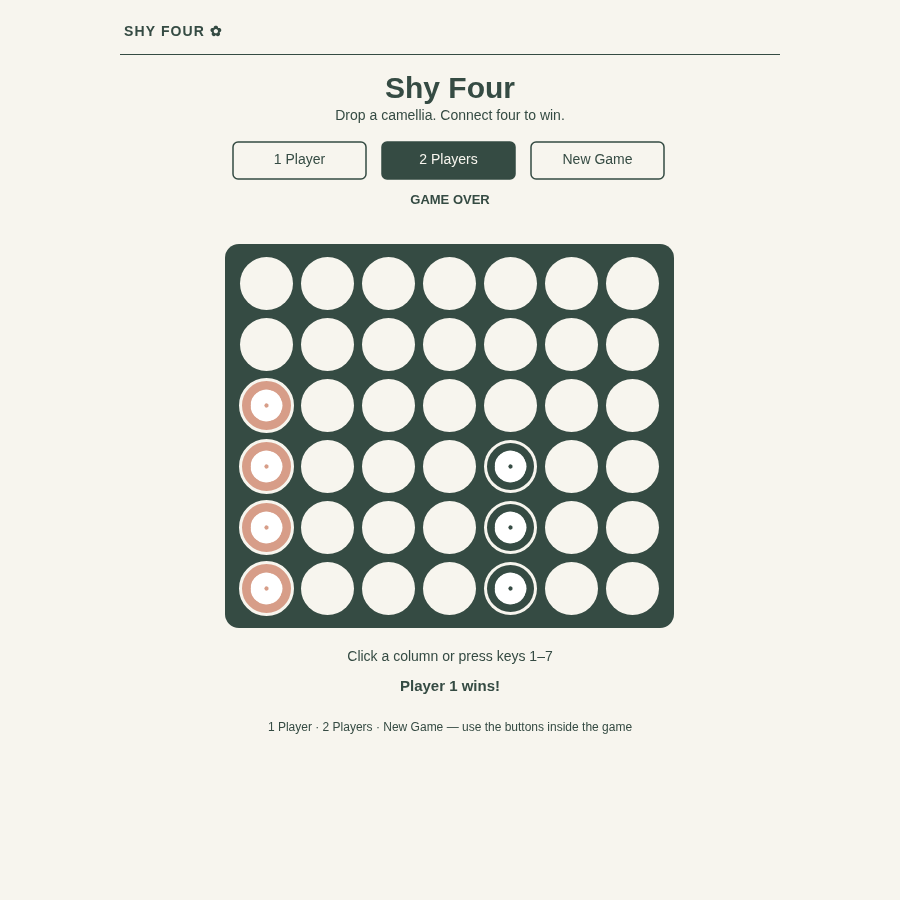 SHY FOUR ✿
Shy Four
Drop a camellia. Connect four to win.
1 Player
2 Players
New Game
GAME OVER
Click a column or press keys 1–7
Player 1 wins!
1 Player · 2 Players · New Game — use the buttons inside the game